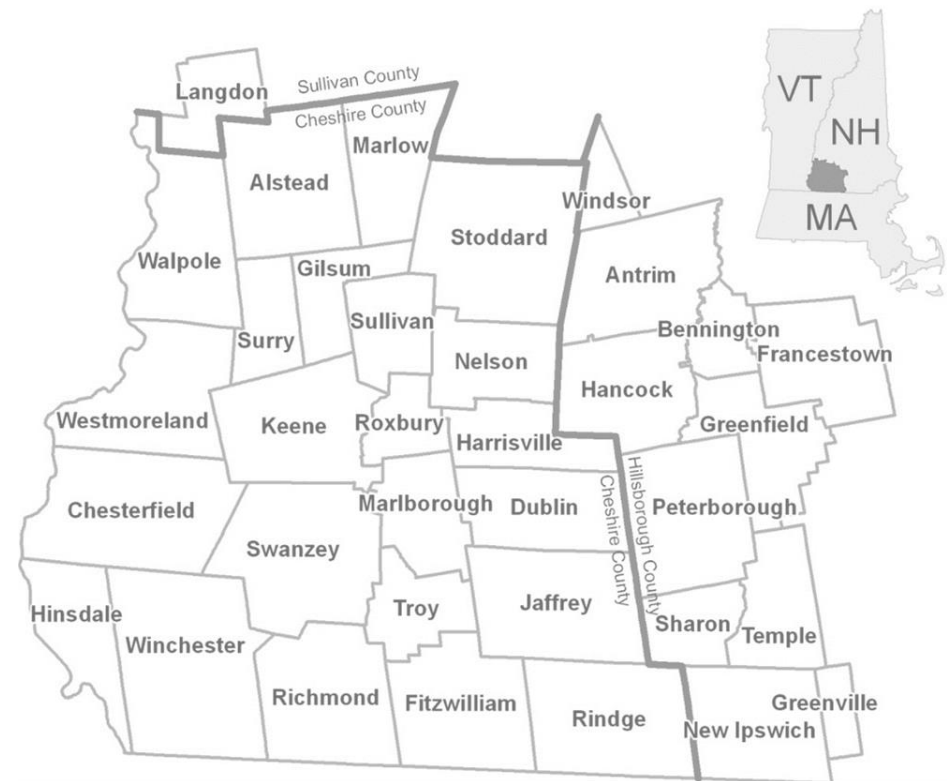 Langdon
Sullivan County
Cheshire County
VT
NH
MA
Marlow
Alstead
Windsor
Stoddard
Walpole
Gilsum
Antrim
Sullivan
Surry
Bennington
Francestown
Nelson
Hancock
Westmoreland
Keene
Roxbury
Harrisville
Greenfield
Hillsborough County
Cheshire County
Chesterfield
Marlborough
Dublin
Peterborough
Swanzey
Jaffrey
Troy
Hinsdale
Sharon
Temple
Winchester
Richmond
Fitzwilliam
Rindge
Greenville
New Ipswich